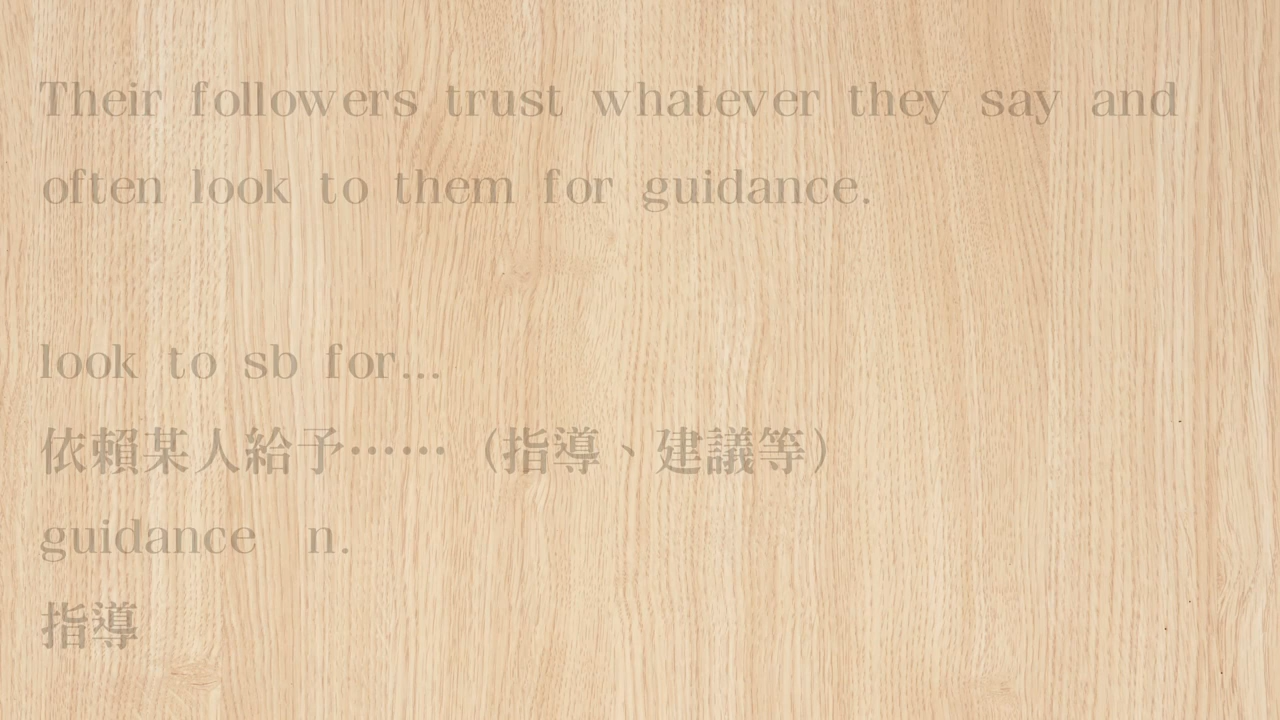 Their followers trust whatever they say and
often look to them for guidance.
look to sb for...
依賴某人給予⋯⋯（指導、建議等）
guidance n.
指導